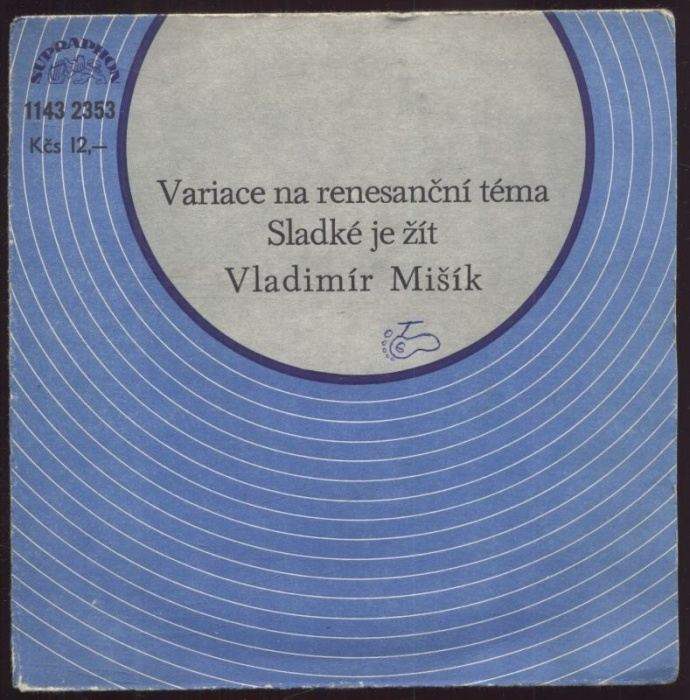 SUPRAPHON
1143 2353
Kčs 12,—
Variace na renesanční téma
Sladké je žít
Vladimír Mišík